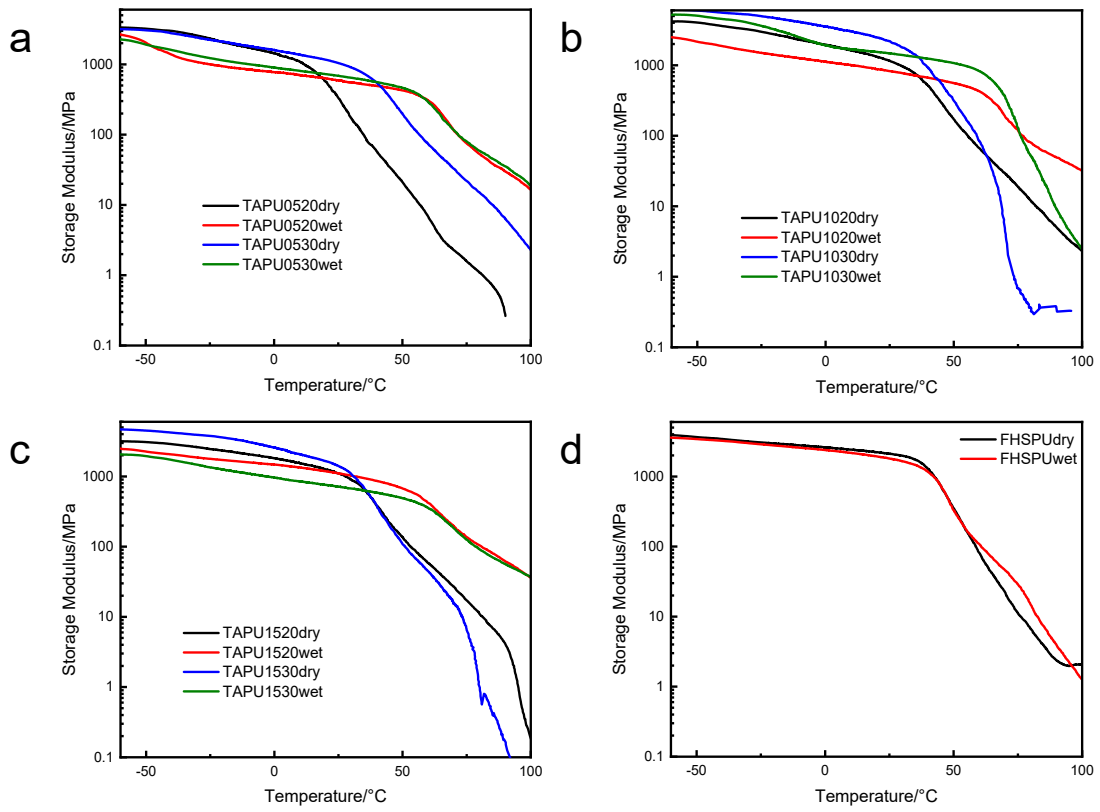 a
Storage Modulus/MPa
1000
100
10
1
0.1
TAPU0520dry
TAPU0520wet
TAPU0530dry
TAPU0530wet
-50
0
50
100
Temperature/°C
b
Storage Modulus/MPa
1000
100
10
1
0.1
TAPU1020dry
TAPU1020wet
TAPU1030dry
TAPU1030wet
-50
0
50
100
Temperature/°C
c
Storage Modulus/MPa
1000
100
10
1
0.1
TAPU1520dry
TAPU1520wet
TAPU1530dry
TAPU1530wet
-50
0
50
100
Temperature/°C
d
Storage Modulus/MPa
1000
100
10
1
0.1
FHSPUdry
FHSPUwet
-50
0
50
100
Temperature/°C